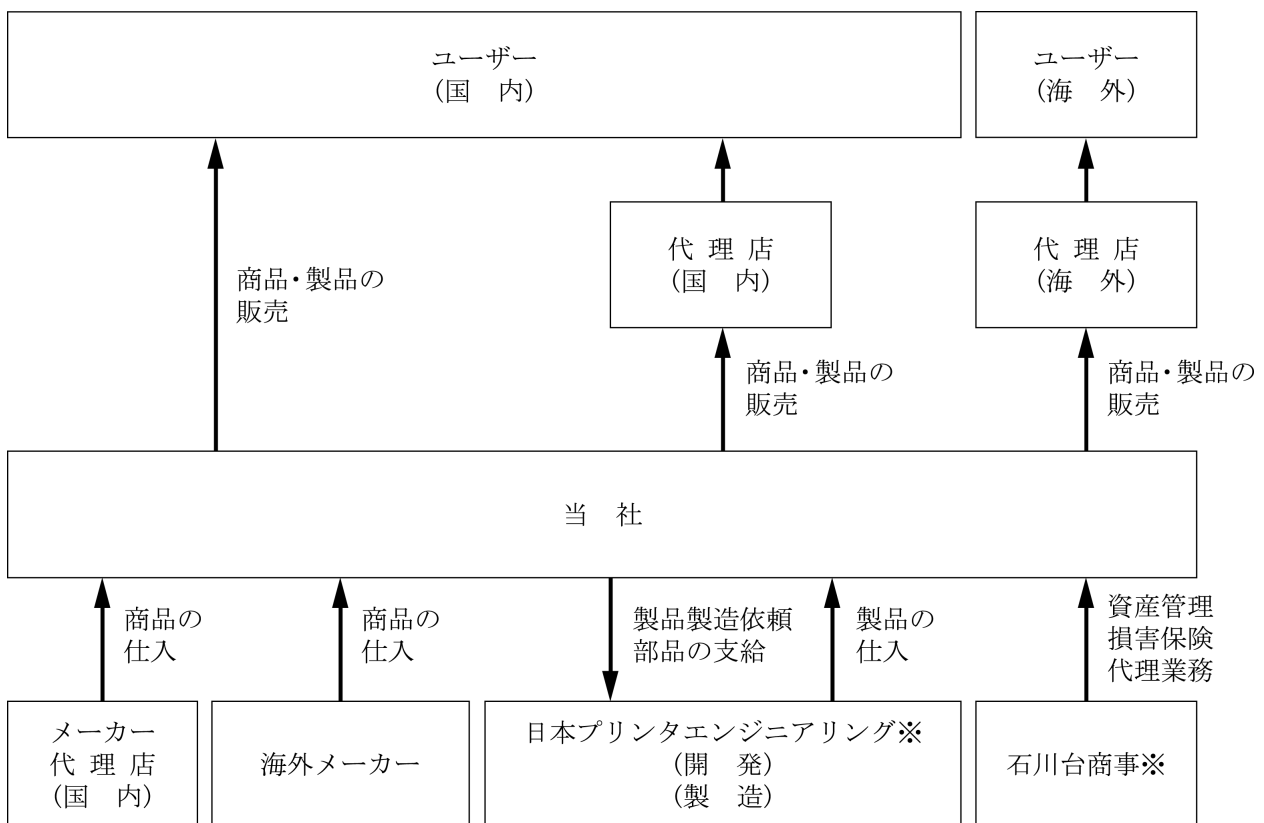 ユーザー
(国　内)
ユーザー
(海　外)
代 理 店
(国　内)
代 理 店
(海　外)
商品・製品の
販売
商品・製品の
販売
商品・製品の
販売
当　社
商品の
仕入
商品の
仕入
製品製造依頼
部品の支給
製品の
仕入
資産管理
損害保険
代理業務
メーカー
代 理 店
(国　内)
海外メーカー
日本プリンタエンジニアリング※
(開　発)
(製　造)
石川台商事※